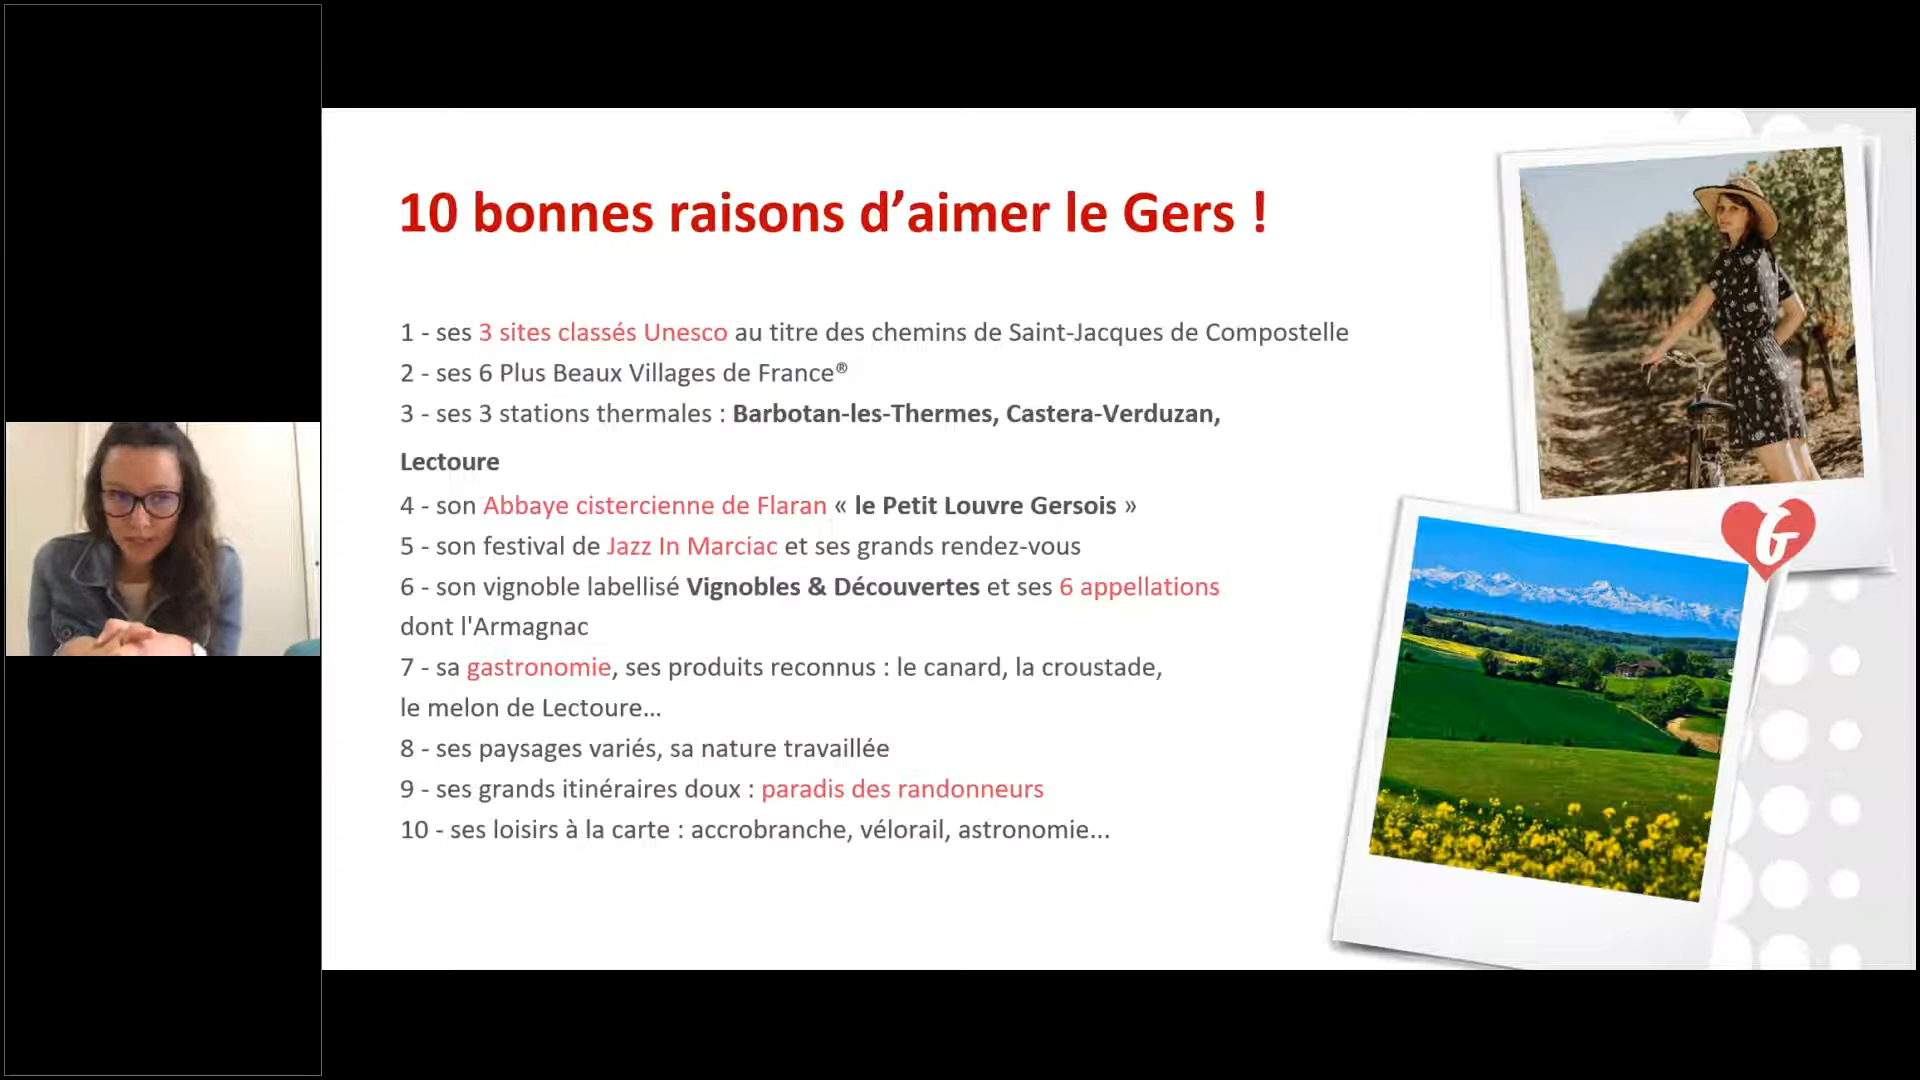 10 bonnes raisons d’aimer le Gers !
1 - ses 3 sites classés Unesco au titre des chemins de Saint-Jacques de Compostelle
2 - ses 6 Plus Beaux Villages de France®
3 - ses 3 stations thermales : Barbotan-les-Thermes, Castera-Verduzan,
Lectoure
4 - son Abbaye cistercienne de Flaran « le Petit Louvre Gersois »
5 - son festival de Jazz In Marciac et ses grands rendez-vous
6 - son vignoble labellisé Vignobles & Découvertes et ses 6 appellations
dont l'Armagnac
7 - sa gastronomie, ses produits reconnus : le canard, la croustade,
le melon de Lectoure...
8 - ses paysages variés, sa nature travaillée
9 - ses grands itinéraires doux : paradis des randonneurs
10 - ses loisirs à la carte : accrobranche, vélorail, astronomie...
G